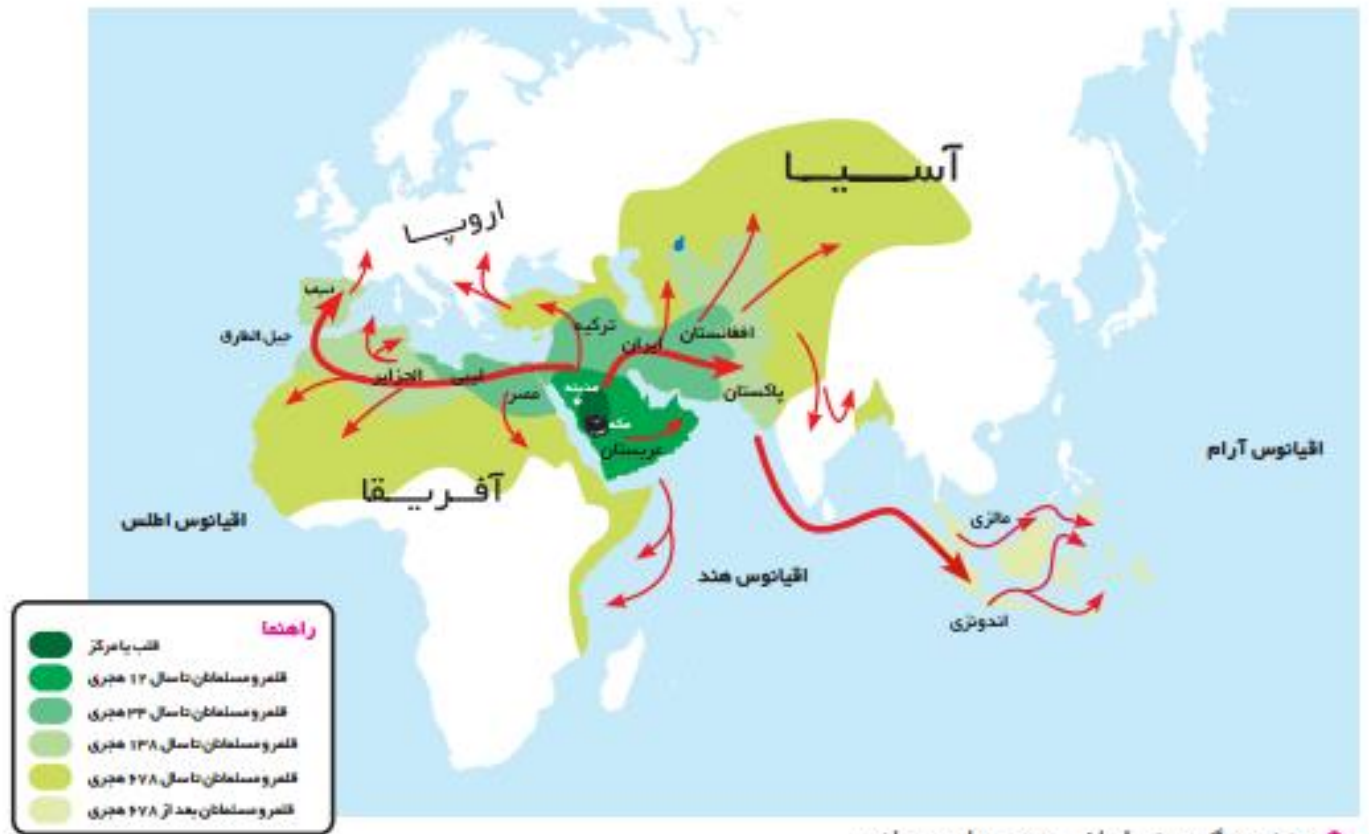 آسیا
اروپا
جبل الطارق
ترکیه
افغانستان
ایران
الجزایر
لیبی
مصر
مدینه
مکه
عربستان
پاکستان
آفریقا
اقیانوس اطلس
اقیانوس هند
اقیانوس آرام
مالزی
اندونزی
راهنما
قلب یا مرکز
قلمرو مسلمانان تا سال ۱۲ هجری
قلمرو مسلمانان تا سال ۳۴ هجری
قلمرو مسلمانان تا سال ۱۳۸ هجری
قلمرو مسلمانان تا سال ۶۷۸ هجری
قلمرو مسلمانان بعد از ۶۷۸ هجری